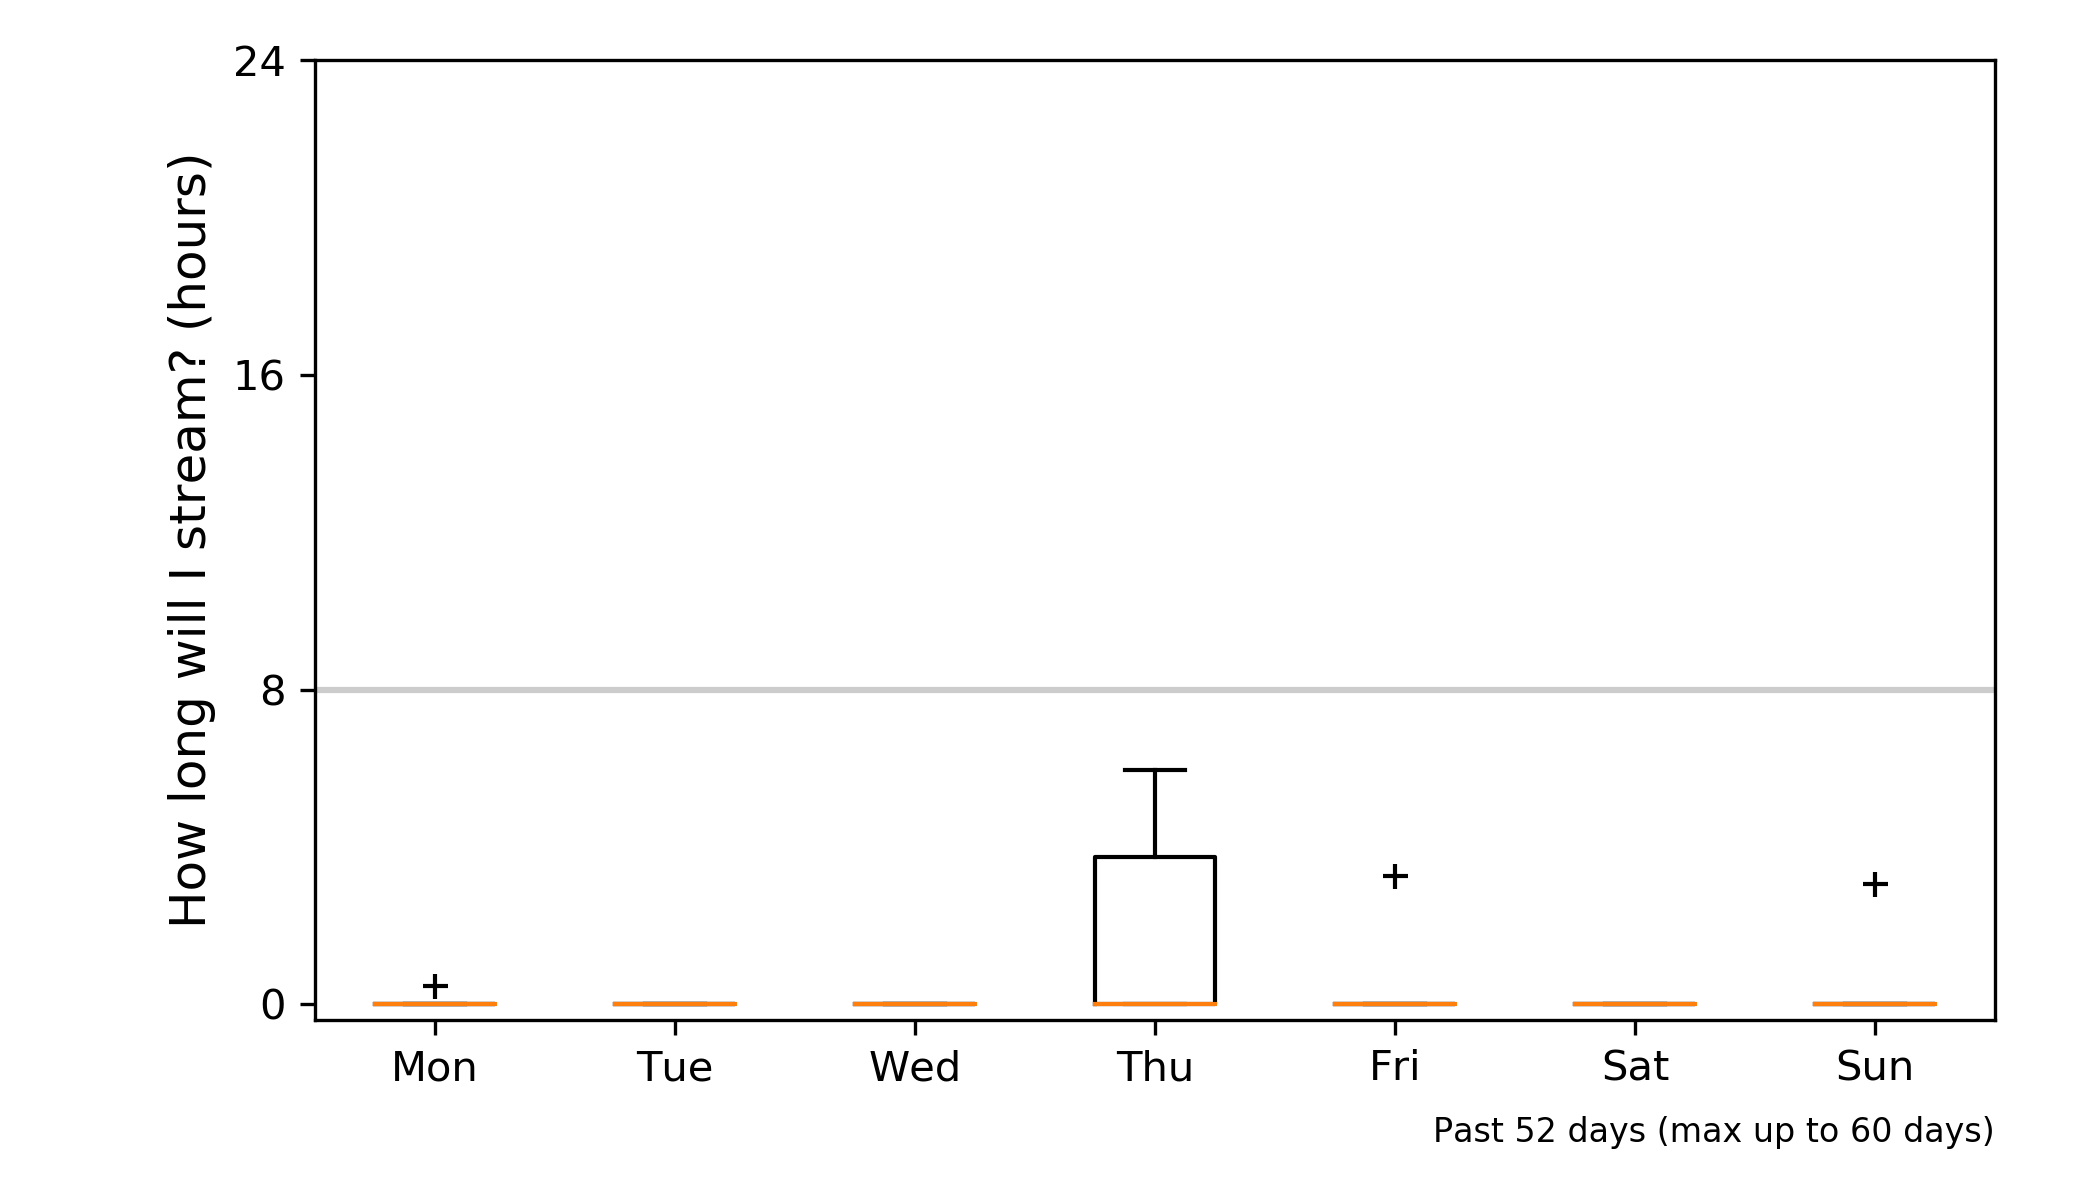 How long will I stream? (hours)
24
16
8
0
Mon Tue Wed Thu Fri Sat Sun
Past 52 days (max up to 60 days)